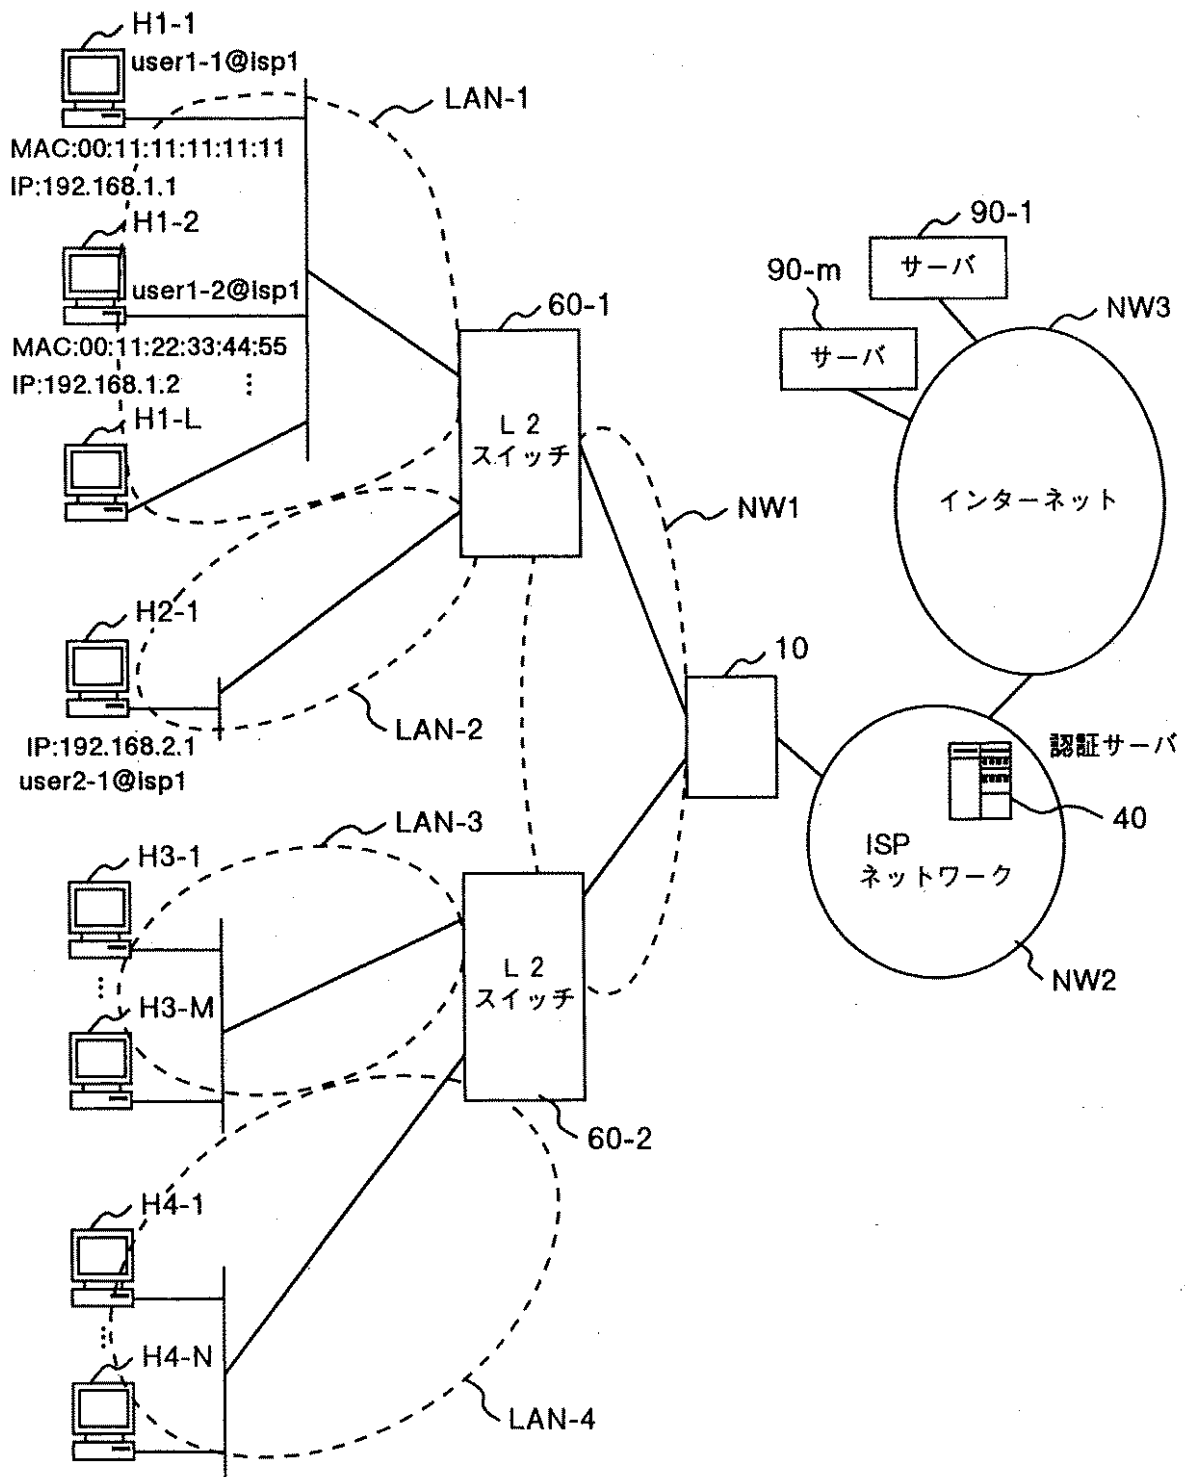 H1-1
user1-1@isp1
LAN-1
MAC:00:11:11:11:11:11
IP:192.168.1.1
H1-2
user1-2@isp1
MAC:00:11:22:33:44:55
IP:192.168.1.2
⋮
H1-L
60-1
L2
スイッチ
90-1
サーバ
90-m
サーバ
NW3
インターネット
NW1
H2-1
LAN-2
IP:192.168.2.1
user2-1@isp1
10
認証サーバ
40
ISP
ネットワーク
NW2
LAN-3
H3-1
⋮
H3-M
L2
スイッチ
60-2
H4-1
⋮
H4-N
LAN-4